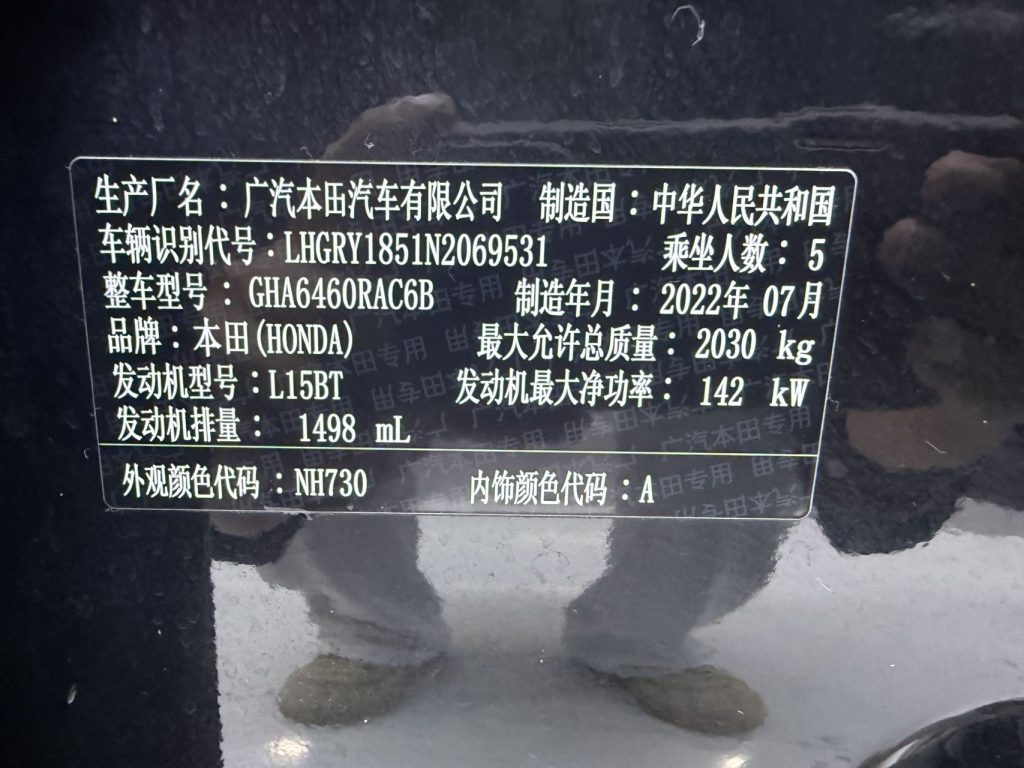 生产厂名：广汽本田汽车有限公司 制造国：中华人民共和国
车辆识别代号：LHGRY1851N2069531 乘坐人数：5
整车型号：GHA6460RAC6B 制造年月：2022年 07月
品牌：本田(HONDA) 最大允许总质量：2030 kg
发动机型号：L15BT 发动机最大净功率：142 kW
发动机排量：1498 mL
外观颜色代码：NH730 内饰颜色代码：A